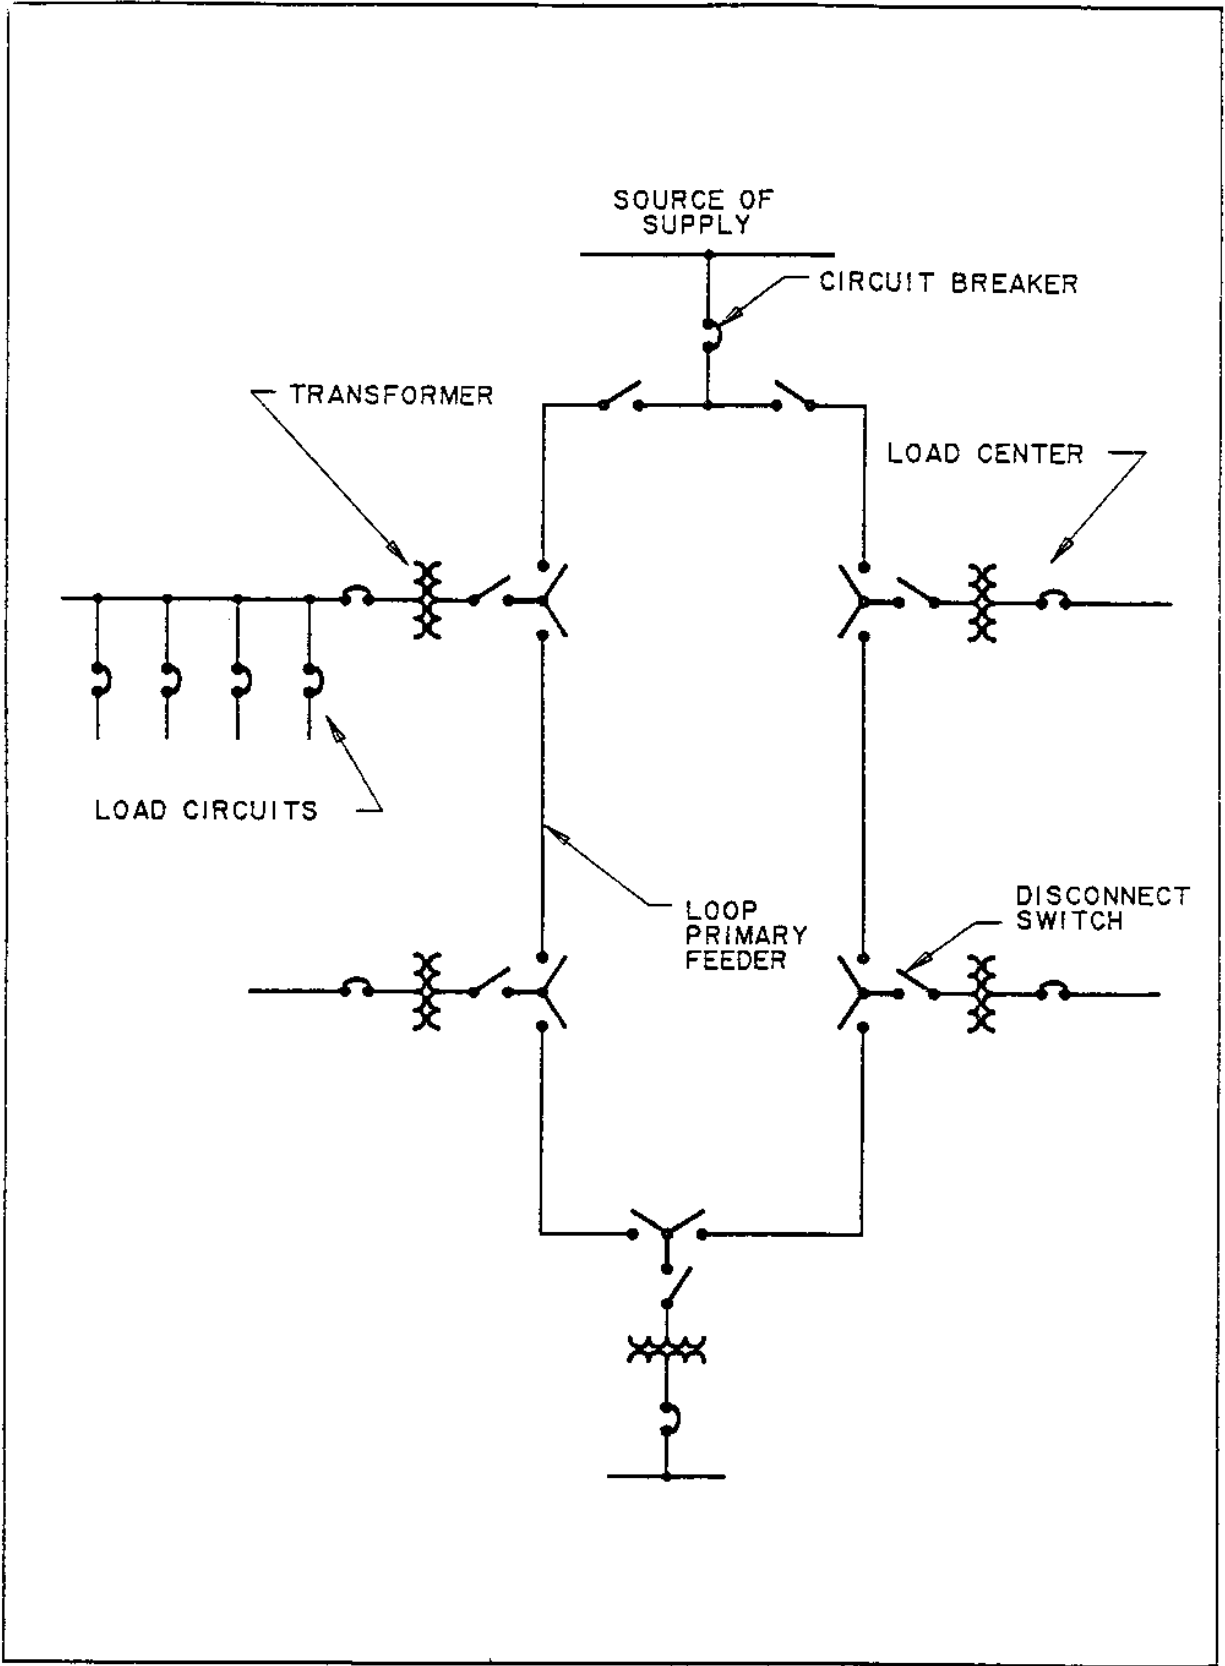 SOURCE OF
SUPPLY
CIRCUIT BREAKER
TRANSFORMER
LOAD CENTER
LOAD CIRCUITS
LOOP
PRIMARY
FEEDER
DISCONNECT
SWITCH